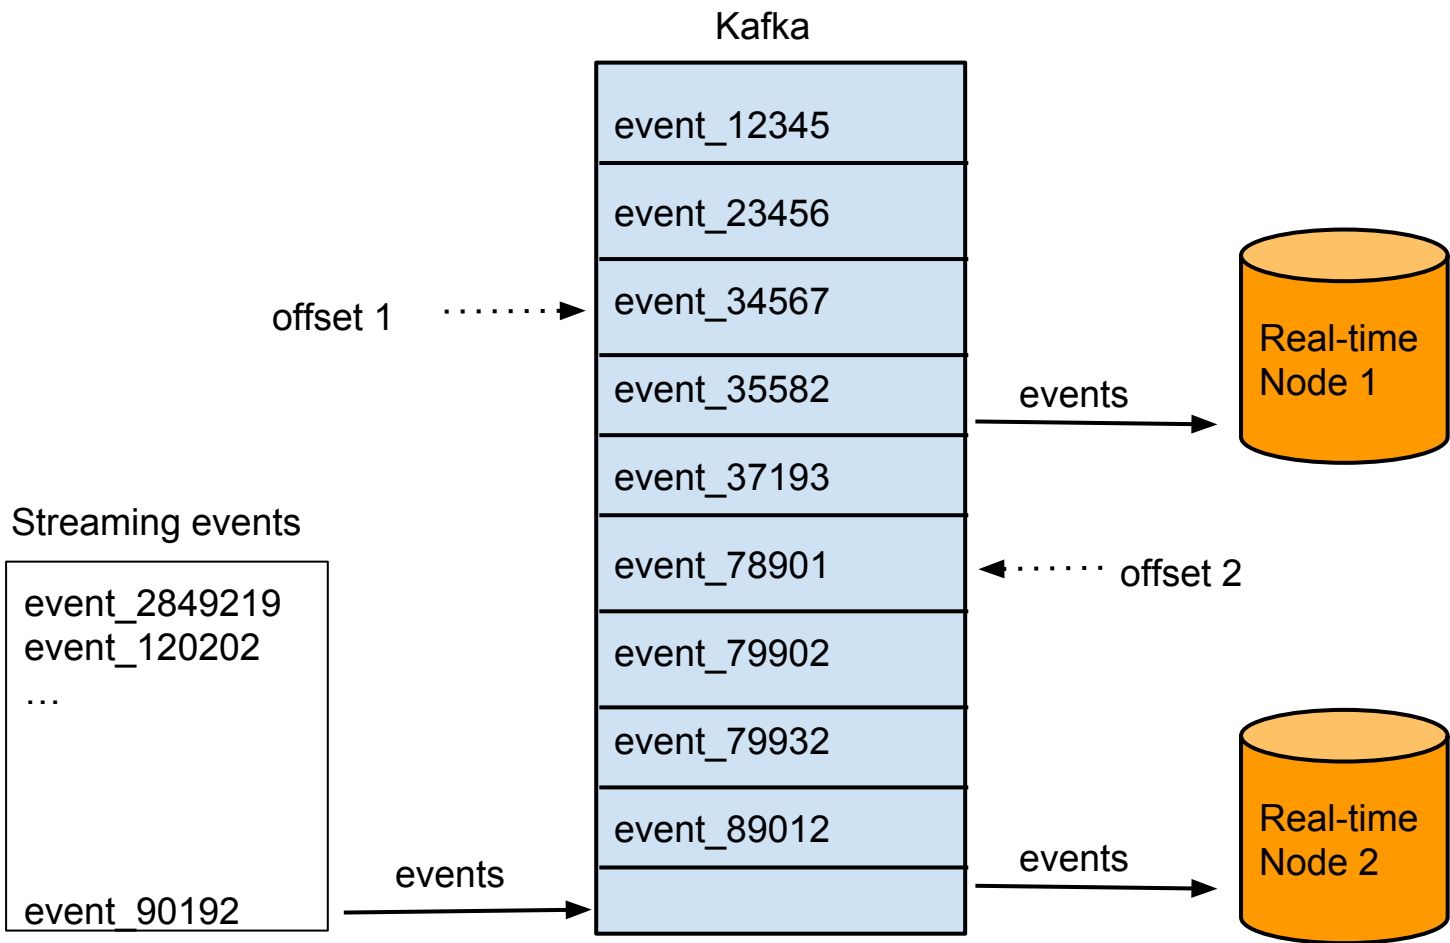 Kafka
event_12345
event_23456
offset 1
event_34567
Real-time
Node 1
event_35582
events
event_37193
Streaming events
event_78901
offset 2
event_2849219
event_120202
…
event_79902
event_79932
event_89012
Real-time
Node 2
events
events
event_90192